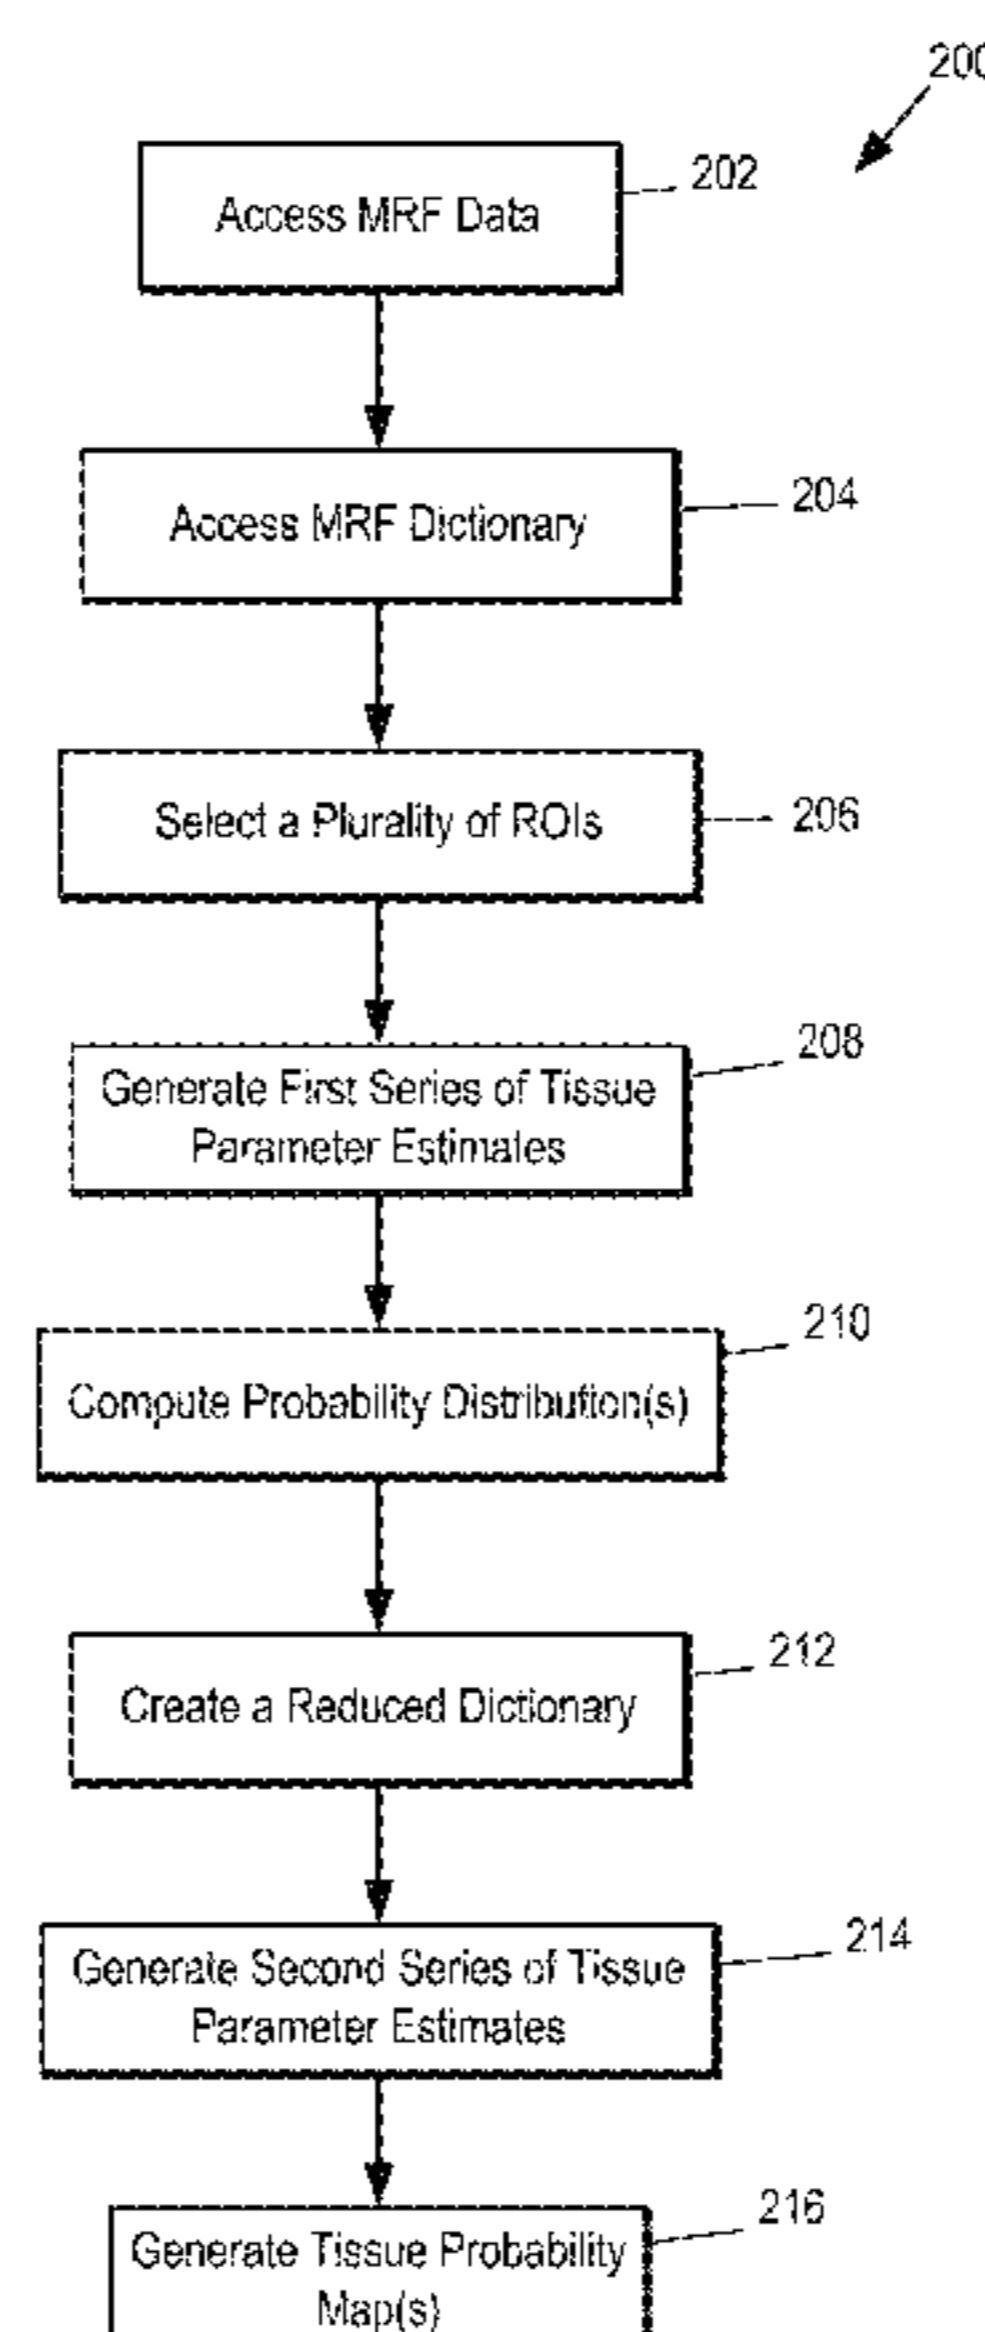 200
Access MRF Data
202
Access MRF Dictionary
204
Select a Plurality of ROIs
206
Generate First Series of Tissue
Parameter Estimates
208
Compute Probability Distribution(s)
210
Create a Reduced Dictionary
212
Generate Second Series of Tissue
Parameter Estimates
214
Generate Tissue Probability
Map(s)
216